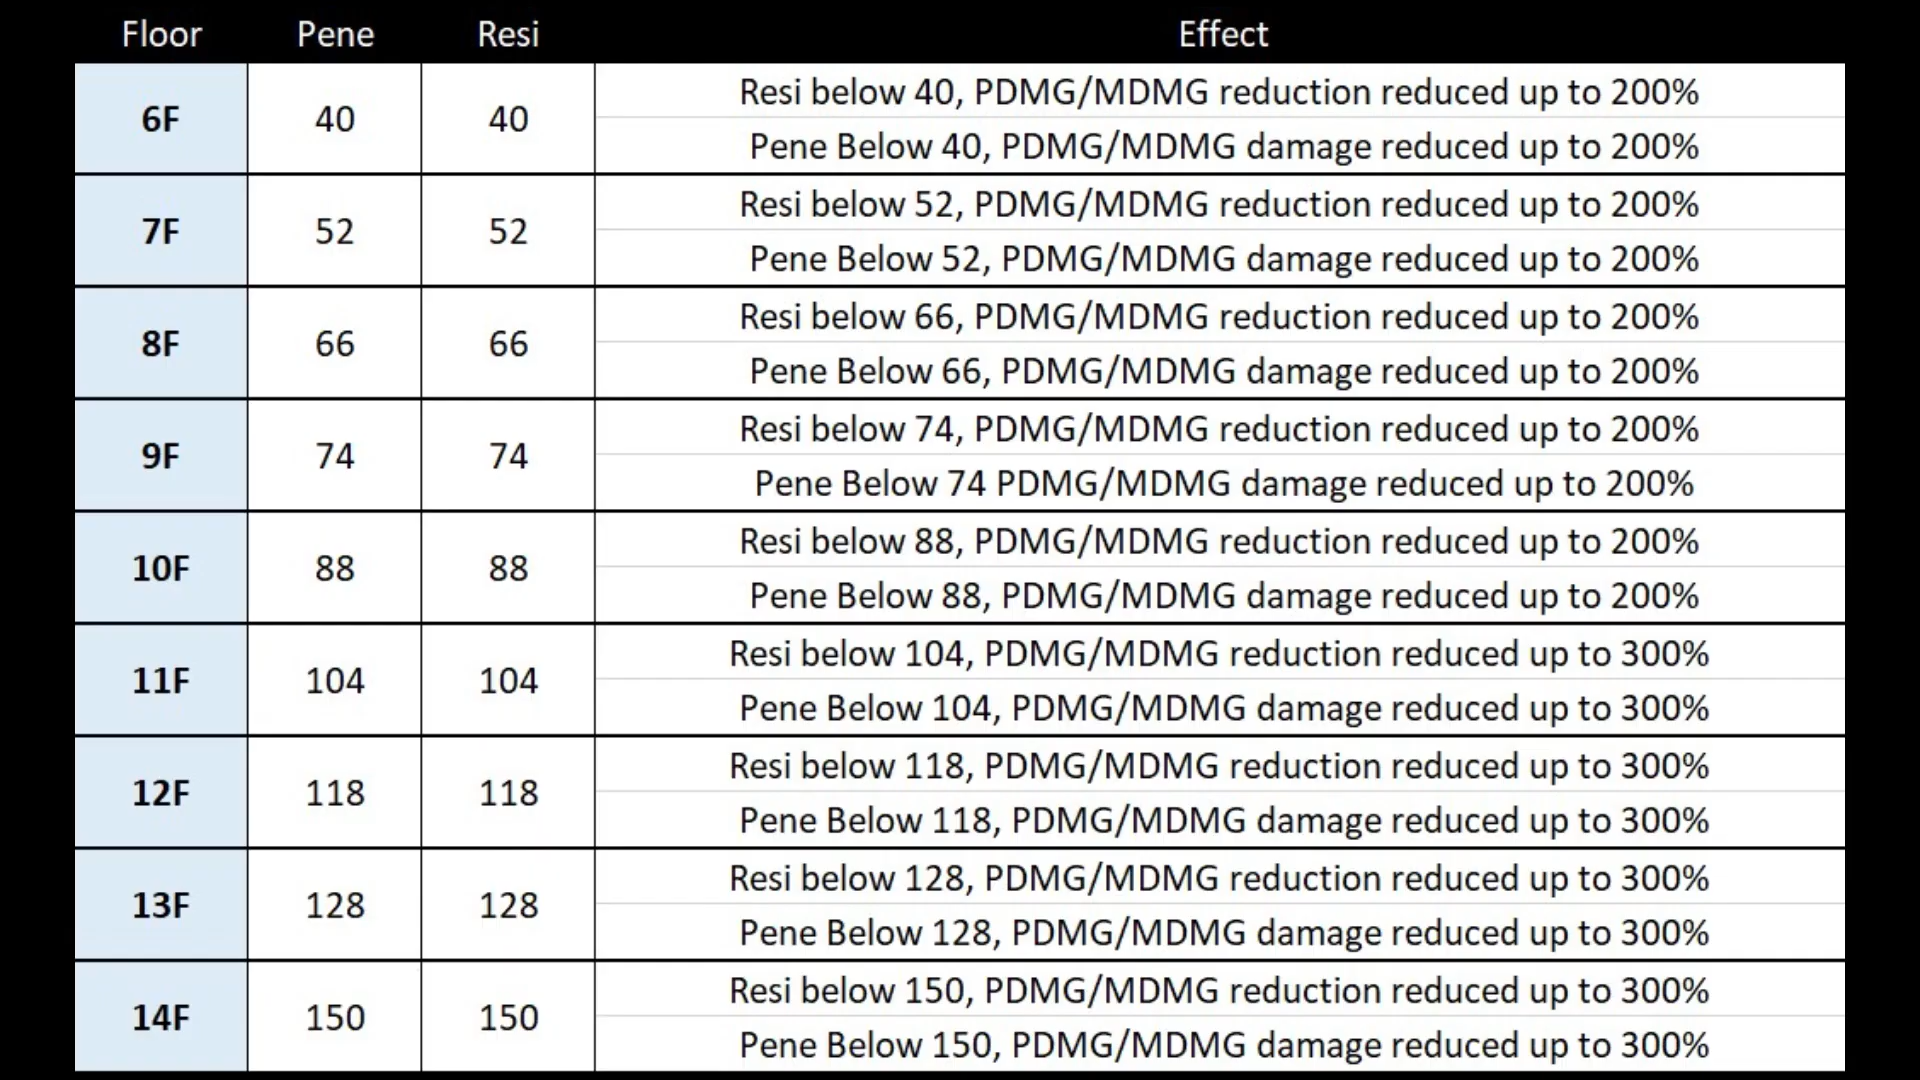 Floor Pene Resi Effect
6F 40 40 Resi below 40, PDMG/MDMG reduction reduced up to 200%
Pene Below 40, PDMG/MDMG damage reduced up to 200%
7F 52 52 Resi below 52, PDMG/MDMG reduction reduced up to 200%
Pene Below 52, PDMG/MDMG damage reduced up to 200%
8F 66 66 Resi below 66, PDMG/MDMG reduction reduced up to 200%
Pene Below 66, PDMG/MDMG damage reduced up to 200%
9F 74 74 Resi below 74, PDMG/MDMG reduction reduced up to 200%
Pene Below 74 PDMG/MDMG damage reduced up to 200%
10F 88 88 Resi below 88, PDMG/MDMG reduction reduced up to 200%
Pene Below 88, PDMG/MDMG damage reduced up to 200%
11F 104 104 Resi below 104, PDMG/MDMG reduction reduced up to 300%
Pene Below 104, PDMG/MDMG damage reduced up to 300%
12F 118 118 Resi below 118, PDMG/MDMG reduction reduced up to 300%
Pene Below 118, PDMG/MDMG damage reduced up to 300%
13F 128 128 Resi below 128, PDMG/MDMG reduction reduced up to 300%
Pene Below 128, PDMG/MDMG damage reduced up to 300%
14F 150 150 Resi below 150, PDMG/MDMG reduction reduced up to 300%
Pene Below 150, PDMG/MDMG damage reduced up to 300%